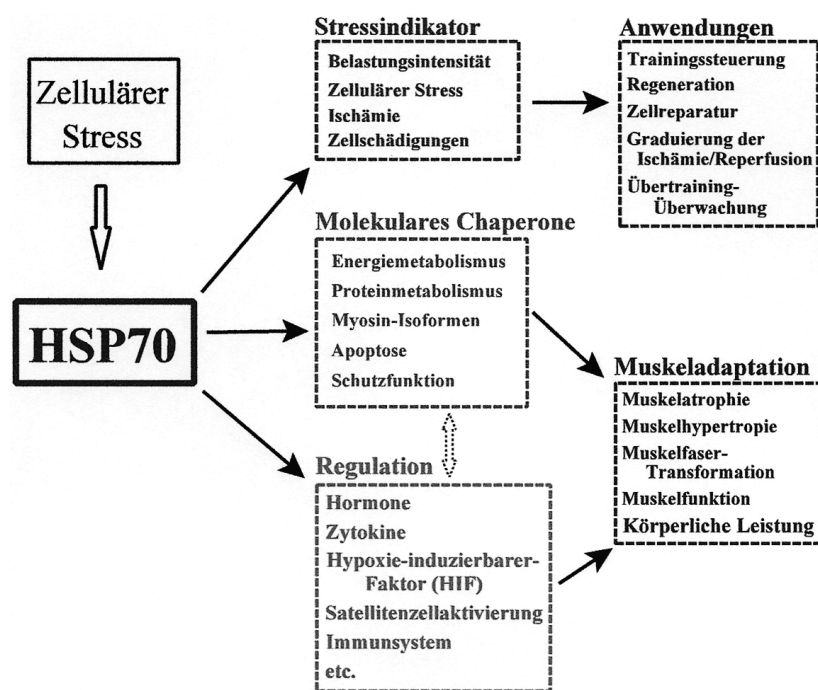 Zellulärer
Stress
HSP70
Stressindikator
Belastungsintensität
Zellulärer Stress
Ischämie
Zellschädigungen
Anwendungen
Trainingssteuerung
Regeneration
Zellreparatur
Graduierung der
Ischämie/Reperfusion
Übertraining-
Überwachung
Molekulares Chaperone
Energiemetabolismus
Proteinmetabolismus
Myosin-Isoformen
Apoptose
Schutzfunktion
Muskeladaptation
Muskelatrophie
Muskelhypertropie
Muskelfaser-
Transformation
Muskelfunktion
Körperliche Leistung
Regulation
Hormone
Zytokine
Hypoxie-induzierbarer-
Faktor (HIF)
Satellitenzellaktivierung
Immunsystem
etc.